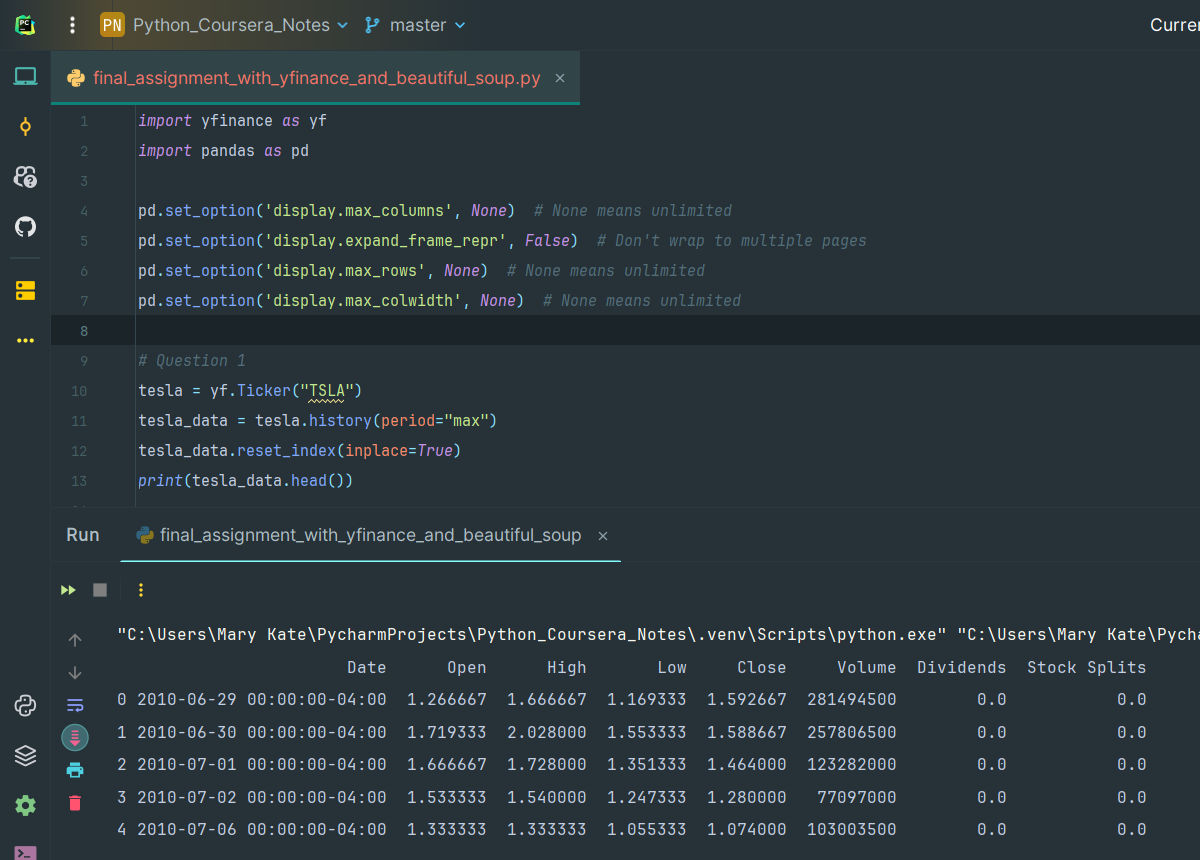 PC
PN Python_Coursera_Notes master
final_assignment_with_yfinance_and_beautiful_soup.py ×
1 import yfinance as yf
2 import pandas as pd
3
4 pd.set_option('display.max_columns', None)  # None means unlimited
5 pd.set_option('display.expand_frame_repr', False)  # Don't wrap to multiple pages
6 pd.set_option('display.max_rows', None)  # None means unlimited
7 pd.set_option('display.max_colwidth', None)  # None means unlimited
8
9 # Question 1
10 tesla = yf.Ticker("TSLA")
11 tesla_data = tesla.history(period="max")
12 tesla_data.reset_index(inplace=True)
13 print(tesla_data.head())
Run final_assignment_with_yfinance_and_beautiful_soup ×
"C:\Users\Mary Kate\PycharmProjects\Python_Coursera_Notes\.venv\Scripts\python.exe" "C:\Users\Mary
Date Open High Low Close Volume Dividends Stock Splits
0 2010-06-29 00:00:00-04:00 1.266667 1.666667 1.169333 1.592667 281494500 0.0 0.0
1 2010-06-30 00:00:00-04:00 1.719333 2.028000 1.553333 1.588667 257806500 0.0 0.0
2 2010-07-01 00:00:00-04:00 1.666667 1.728000 1.351333 1.464000 123282000 0.0 0.0
3 2010-07-02 00:00:00-04:00 1.533333 1.540000 1.247333 1.280000 77097000 0.0 0.0
4 2010-07-06 00:00:00-04:00 1.333333 1.333333 1.055333 1.074000 103003500 0.0 0.0